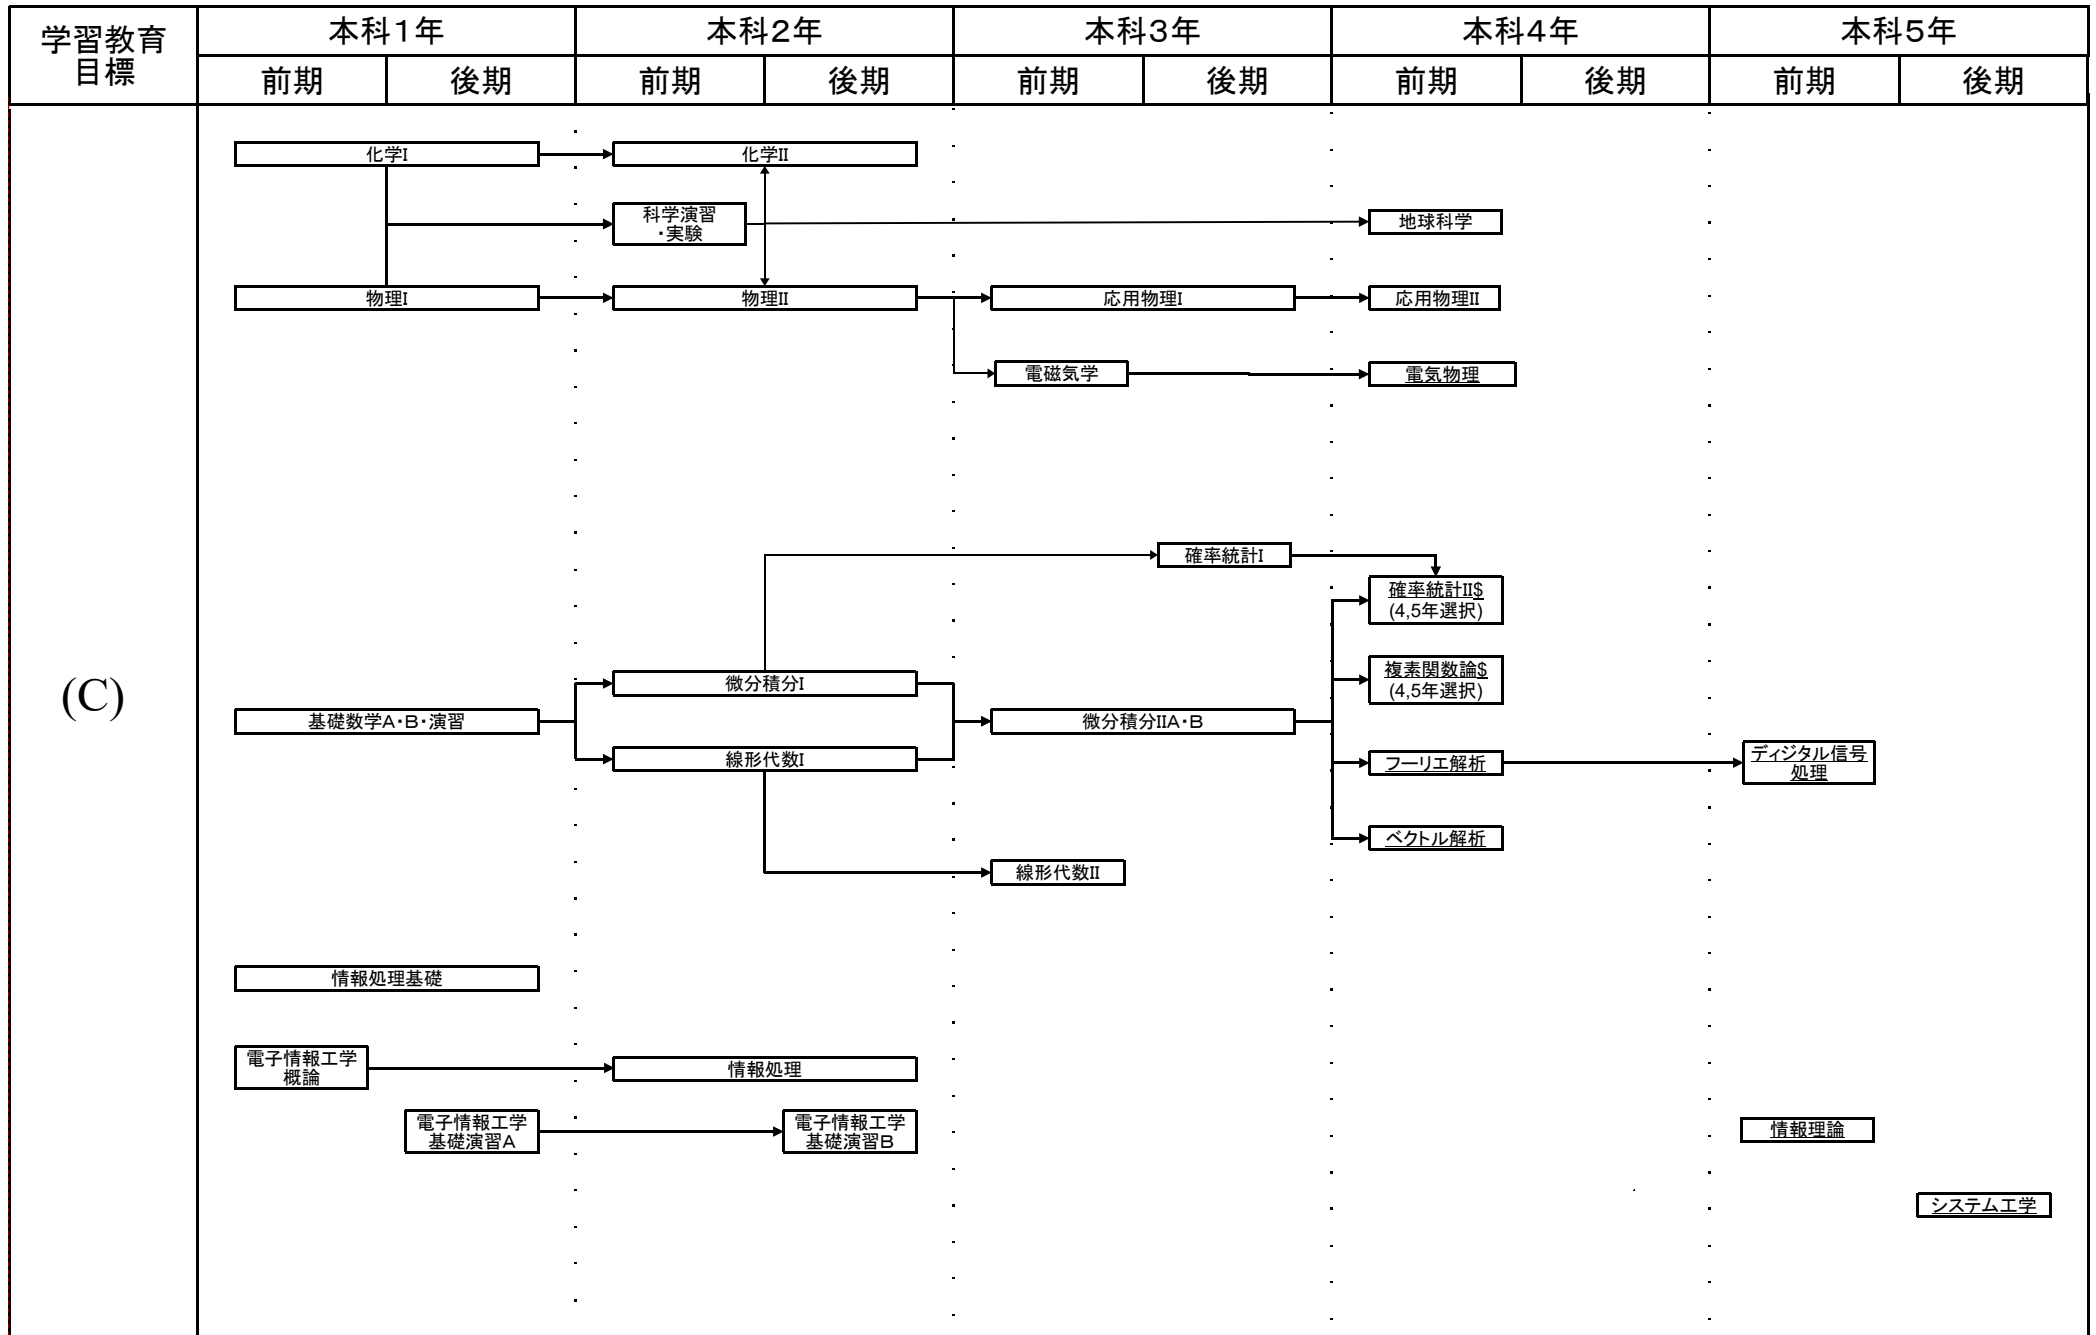 学習教育
目標
本科1年
本科2年
本科3年
本科4年
本科5年
前期
後期
前期
後期
前期
後期
前期
後期
前期
後期
(C)
化学I
化学II
科学演習
・実験
地球科学
物理I
物理II
応用物理I
応用物理II
電磁気学
電気物理
確率統計I
確率統計II$
(4,5年選択)
複素関数論$
(4,5年選択)
微分積分I
基礎数学A・B・演習
微分積分IIA・B
線形代数I
フーリエ解析
ディジタル信号
処理
ベクトル解析
線形代数II
情報処理基礎
電子情報工学
概論
情報処理
電子情報工学
基礎演習A
電子情報工学
基礎演習B
情報理論
システム工学